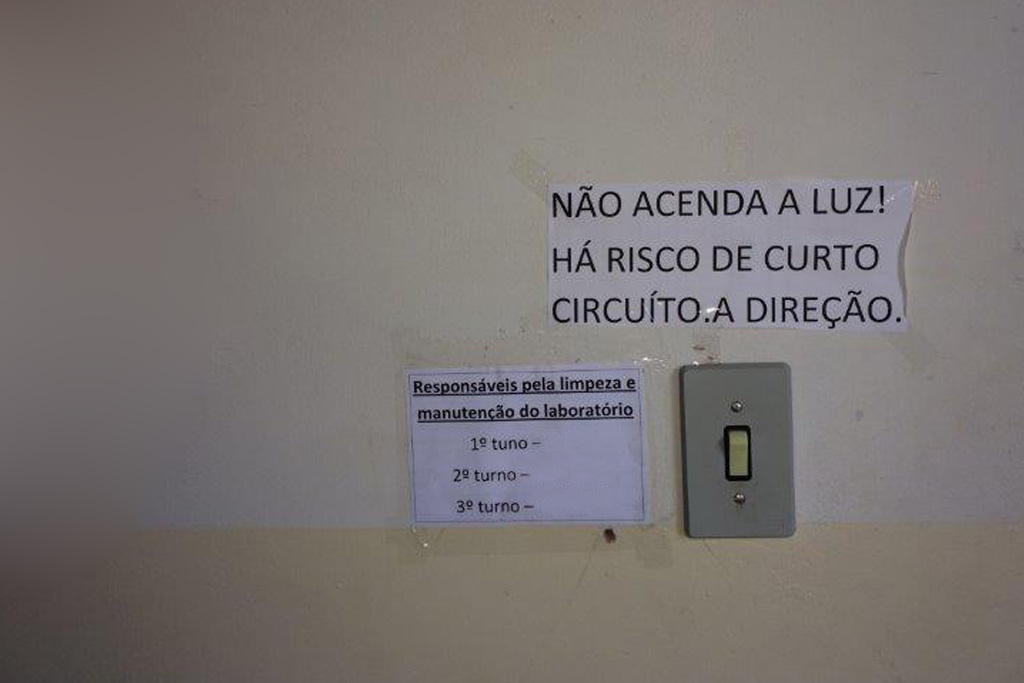 NÃO ACENDA A LUZ!
HÁ RISCO DE CURTO
CIRCUÍTO.A DIREÇÃO.
Responsáveis pela limpeza e
manutenção do laboratório
1º tuno –
2º turno –
3º turno –